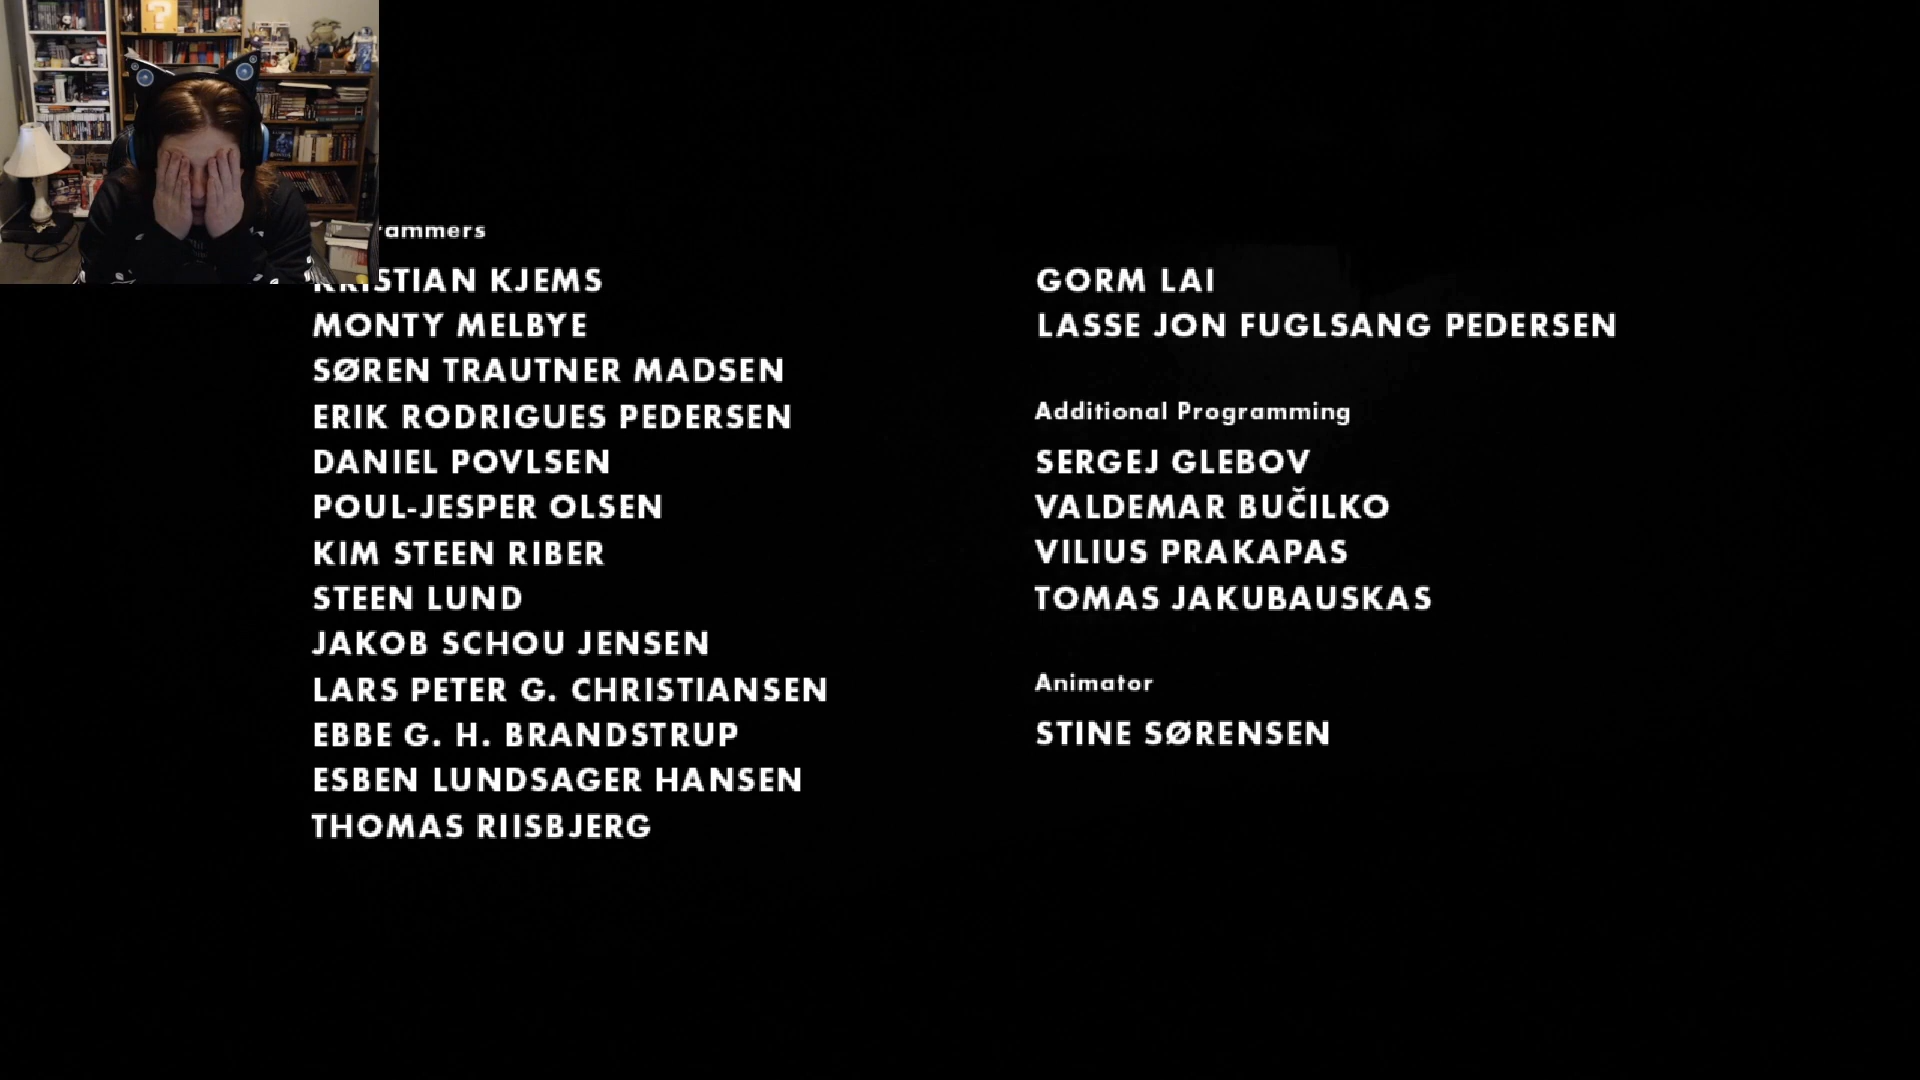 rammers
KRISTIAN KJEMS
MONTY MELBYE
SØREN TRAUTNER MADSEN
ERIK RODRIGUES PEDERSEN
DANIEL POVLSEN
POUL-JESPER OLSEN
KIM STEEN RIBER
STEEN LUND
JAKOB SCHOU JENSEN
LARS PETER G. CHRISTIANSEN
EBBE G. H. BRANDSTRUP
ESBEN LUNDSAGER HANSEN
THOMAS RIISBJERG
GORM LAI
LASSE JON FUGLSANG PEDERSEN
Additional Programming
SERGEJ GLEBOV
VALDEMAR BUČILKO
VILIUS PRAKAPAS
TOMAS JAKUBAUSKAS
Animator
STINE SØRENSEN